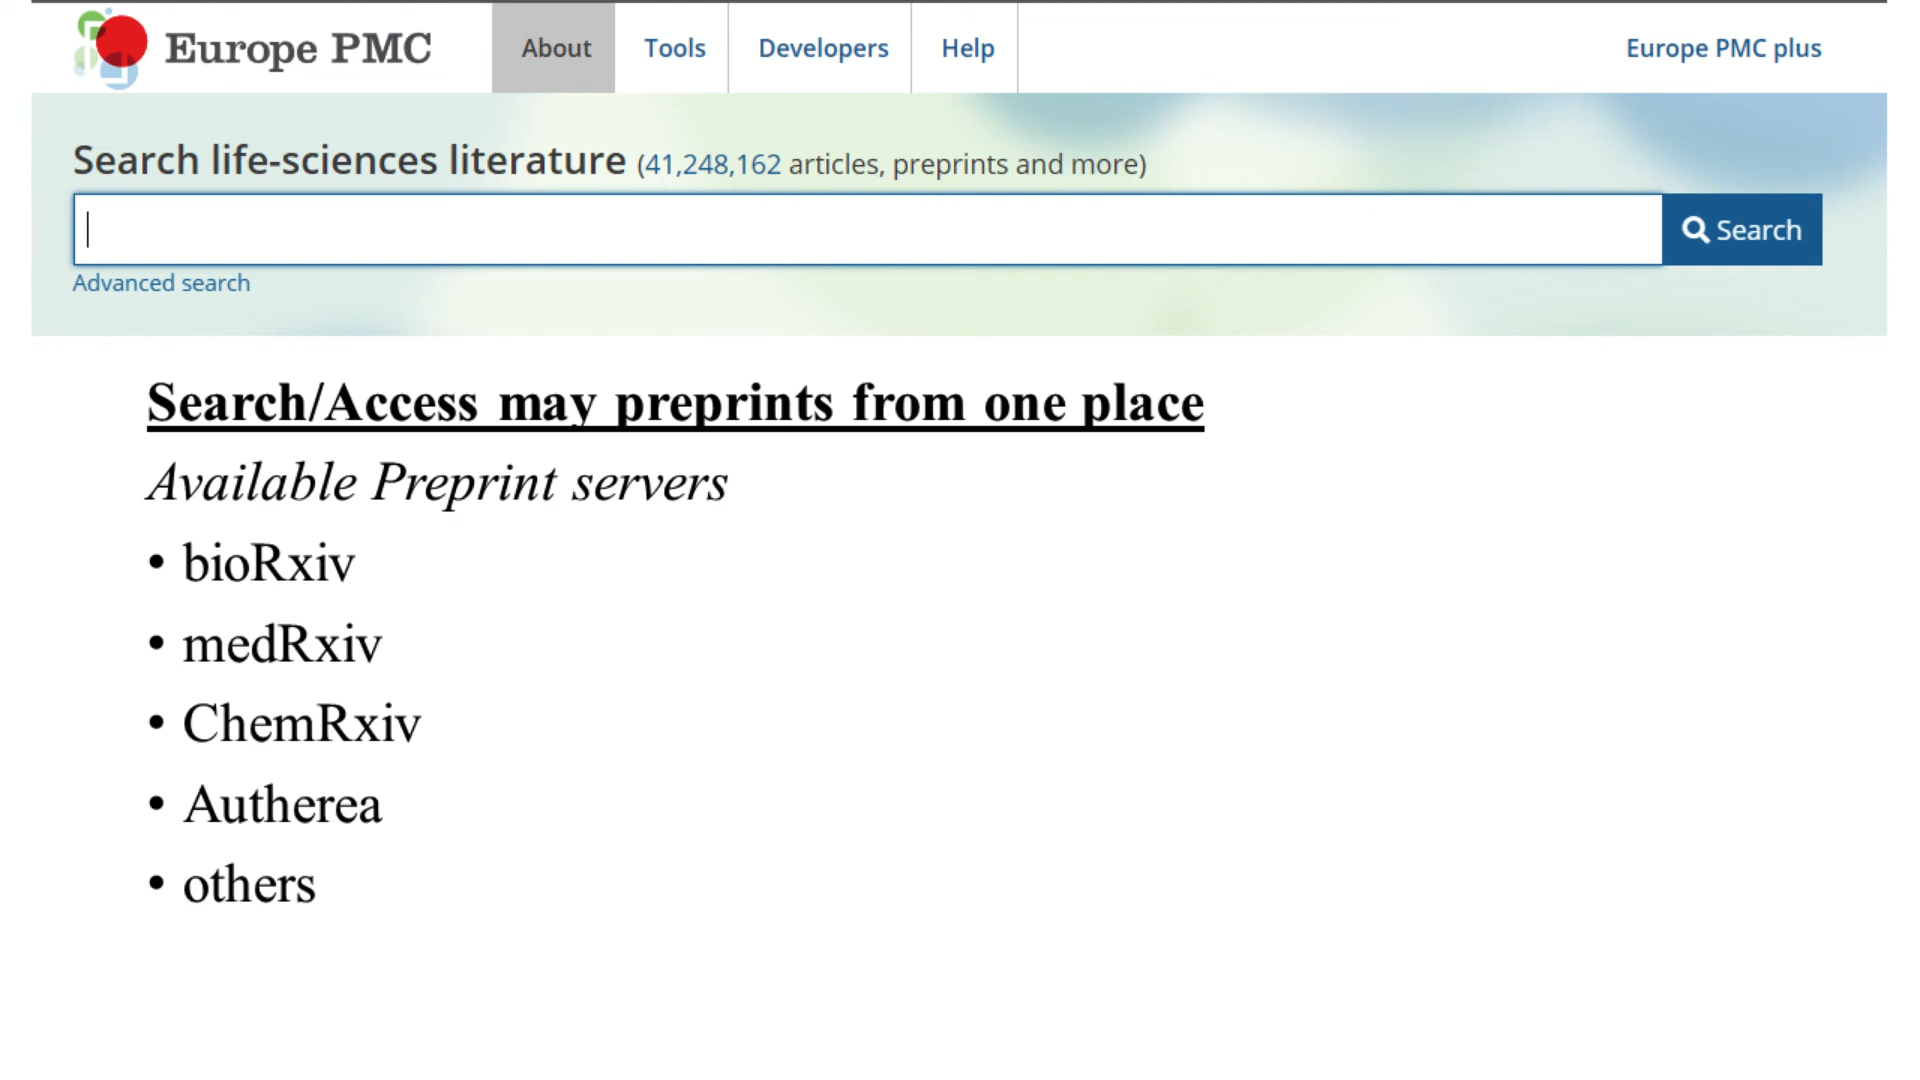 Europe PMC About Tools Developers Help Europe PMC plus
Search life-sciences literature (41,248,162 articles, preprints and more)
Search
Advanced search
Search/Access may preprints from one place
Available Preprint servers
• bioRxiv
• medRxiv
• ChemRxiv
• Autherea
• others